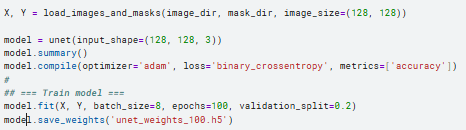 X, Y = load_images_and_masks(image_dir, mask_dir, image_size=(128, 128))
model = unet(input_shape=(128, 128, 3))
model.summary()
model.compile(optimizer='adam', loss='binary_crossentropy', metrics=['accuracy'])
#
## === Train model ===
model.fit(X, Y, batch_size=8, epochs=100, validation_split=0.2)
model.save_weights('unet_weights_100.h5')